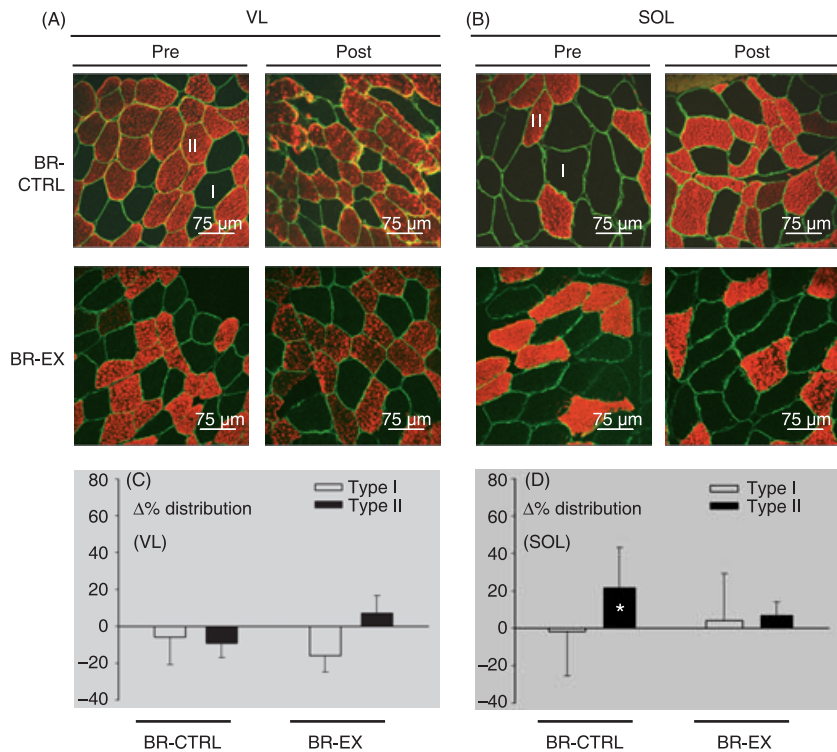 (A) VL
Pre Post
(B) SOL
Pre Post
BR-CTRL
II
I
75 µm
75 µm
II
I
75 µm
75 µm
BR-EX
75 µm
75 µm
75 µm
75 µm
(C)
Type I
Type II
Δ% distribution
(VL)
80
60
40
20
0
–20
–40
BR-CTRL BR-EX
(D)
Type I
Type II
Δ% distribution
(SOL)
80
60
40
20
0
–20
–40
*
BR-CTRL BR-EX